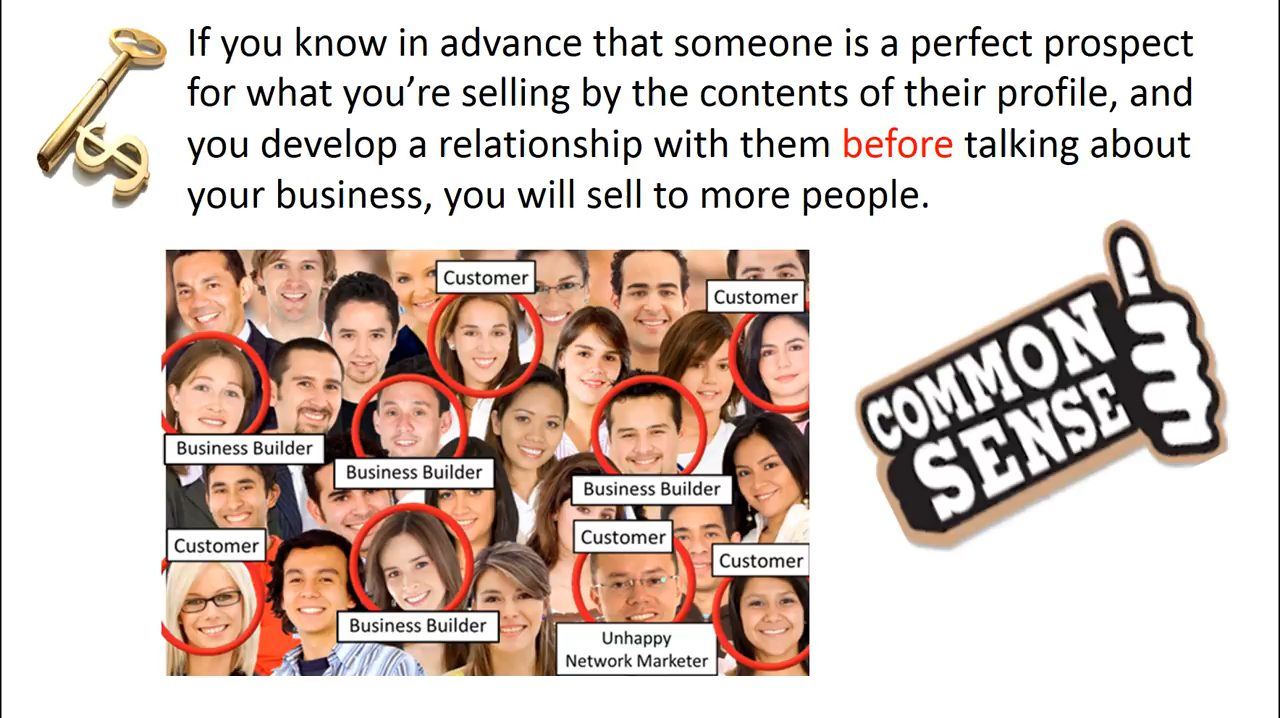 If you know in advance that someone is a perfect prospect
for what you’re selling by the contents of their profile, and
you develop a relationship with them before talking about
your business, you will sell to more people.
Customer
Customer
Business Builder
Business Builder
Business Builder
Customer
Customer
Customer
Business Builder
Unhappy
Network Marketer
COMMON
SENSE